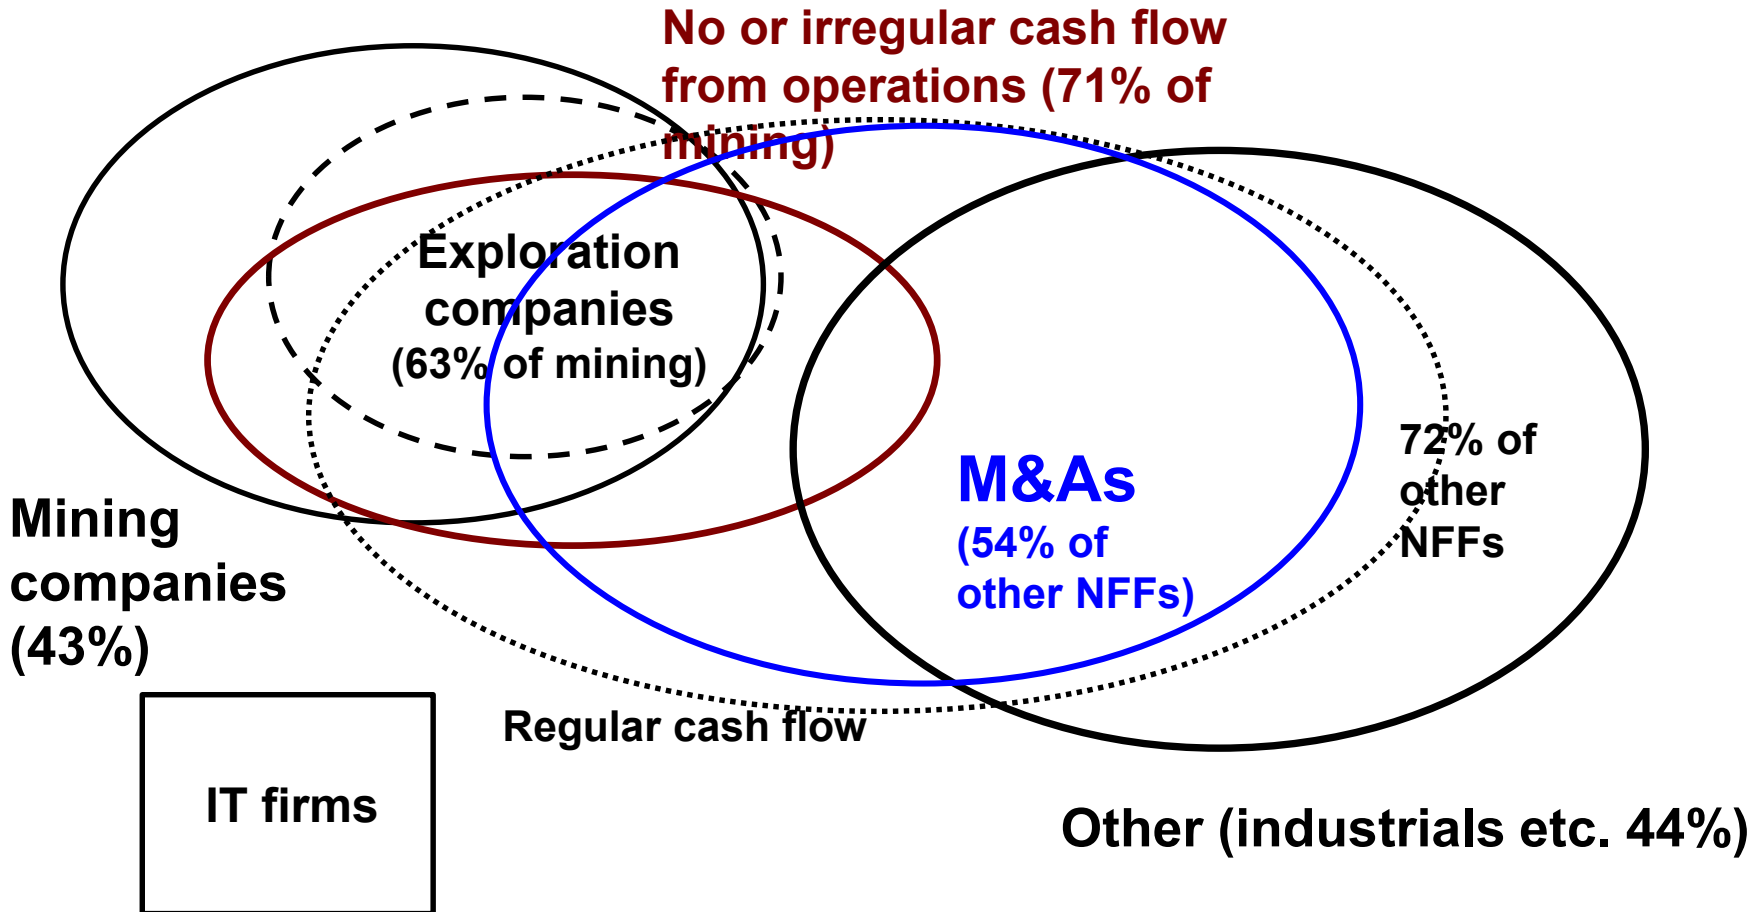 No or irregular cash flow
from operations (71% of
mining)
Exploration
companies
(63% of mining)
72% of
other
NFFs
M&As
(54% of
other NFFs)
Mining
companies
(43%)
Regular cash flow
IT firms
Other (industrials etc. 44%)